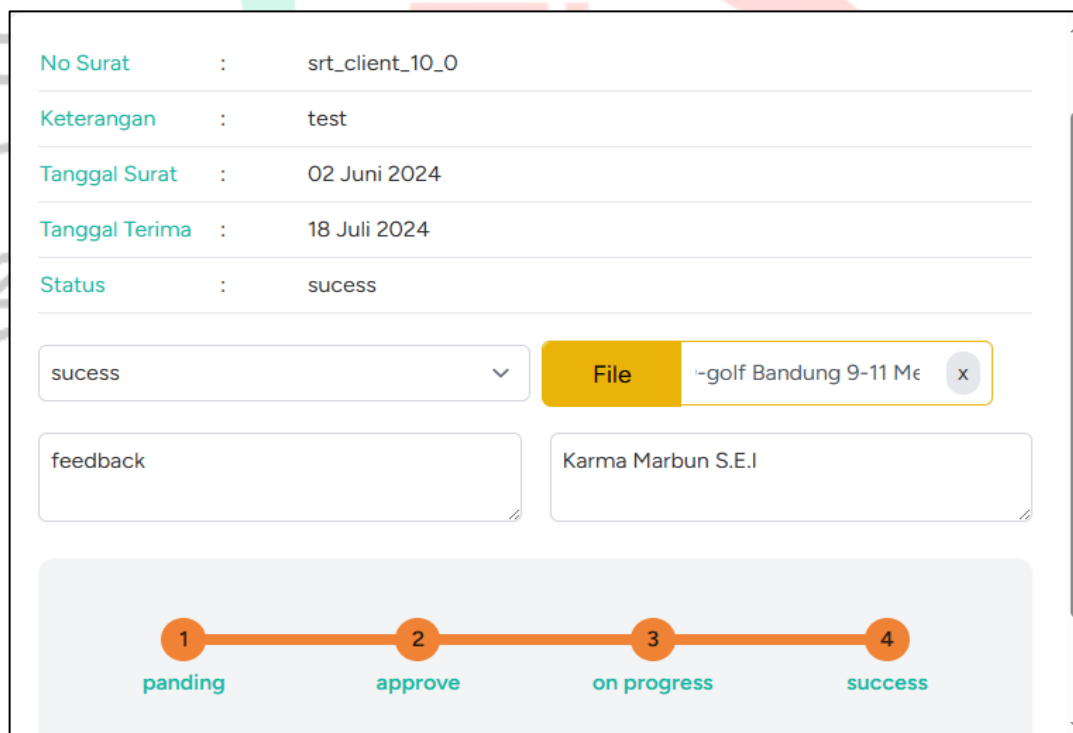 No Surat : srt_client_10_0
Keterangan : test
Tanggal Surat : 02 Juni 2024
Tanggal Terima : 18 Juli 2024
Status : sucess
sucess File -golf Bandung 9-11 Me x
feedback Karma Marbun S.E.I
1 2 3 4
panding approve on progress success